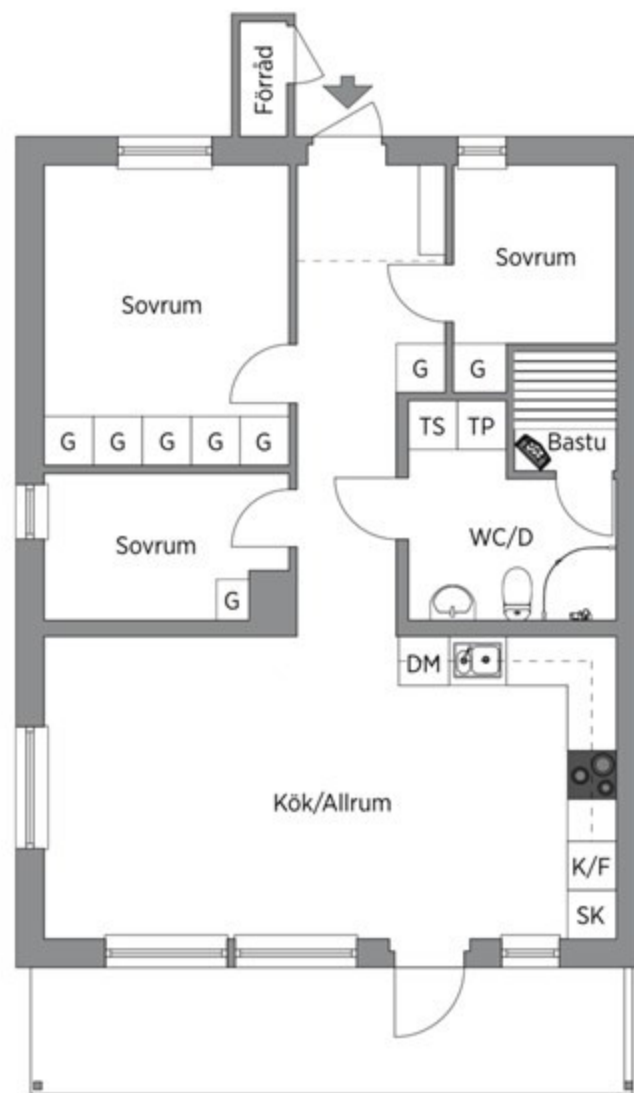 Förråd
Sovrum
Sovrum
G
G
G G G G G
TS TP
Bastu
Sovrum
WC/D
G
DM
Kök/Allrum
K/F
SK